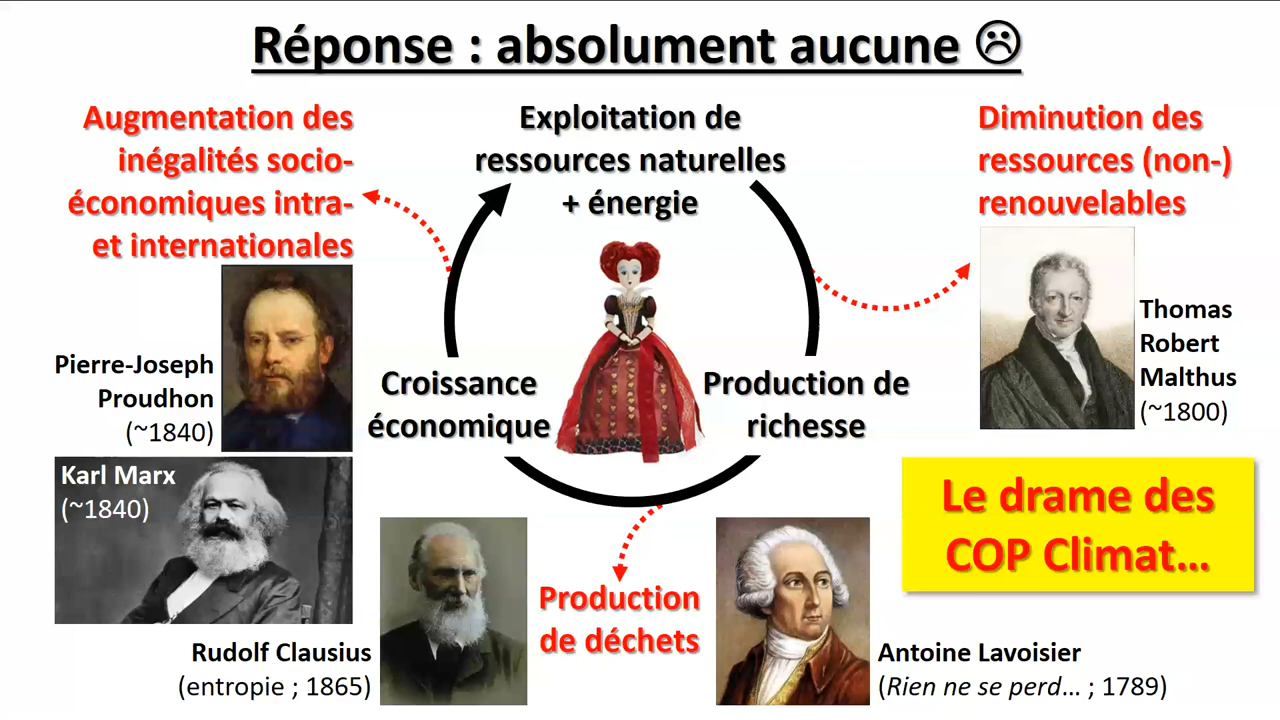 Réponse : absolument aucune ☹
Augmentation des
inégalités socio-
économiques intra-
et internationales
Exploitation de
ressources naturelles
+ énergie
Diminution des
ressources (non-)
renouvelables
Pierre-Joseph
Proudhon
(~1840)
Thomas
Robert
Malthus
(~1800)
Croissance
économique
Production de
richesse
Karl Marx
(~1840)
Le drame des
COP Climat...
Production
de déchets
Rudolf Clausius
(entropie ; 1865)
Antoine Lavoisier
(Rien ne se perd... ; 1789)